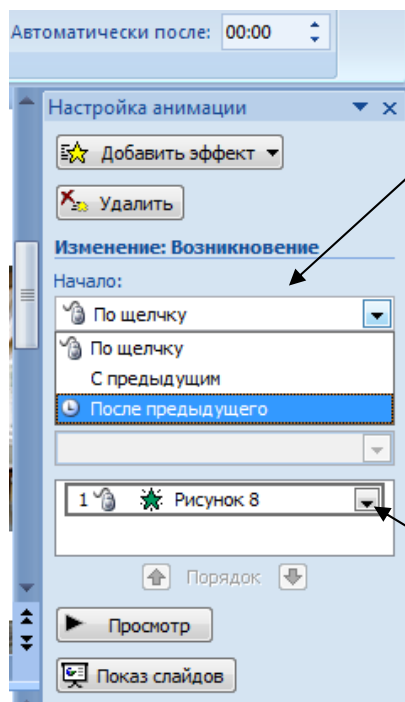 Автоматически после: 00:00
Настройка анимации
Добавить эффект
Удалить
Изменение: Возникновение
Начало:
По щелчку
По щелчку
С предыдущим
После предыдущего
1 Рисунок 8
Порядок
Просмотр
Показ слайдов